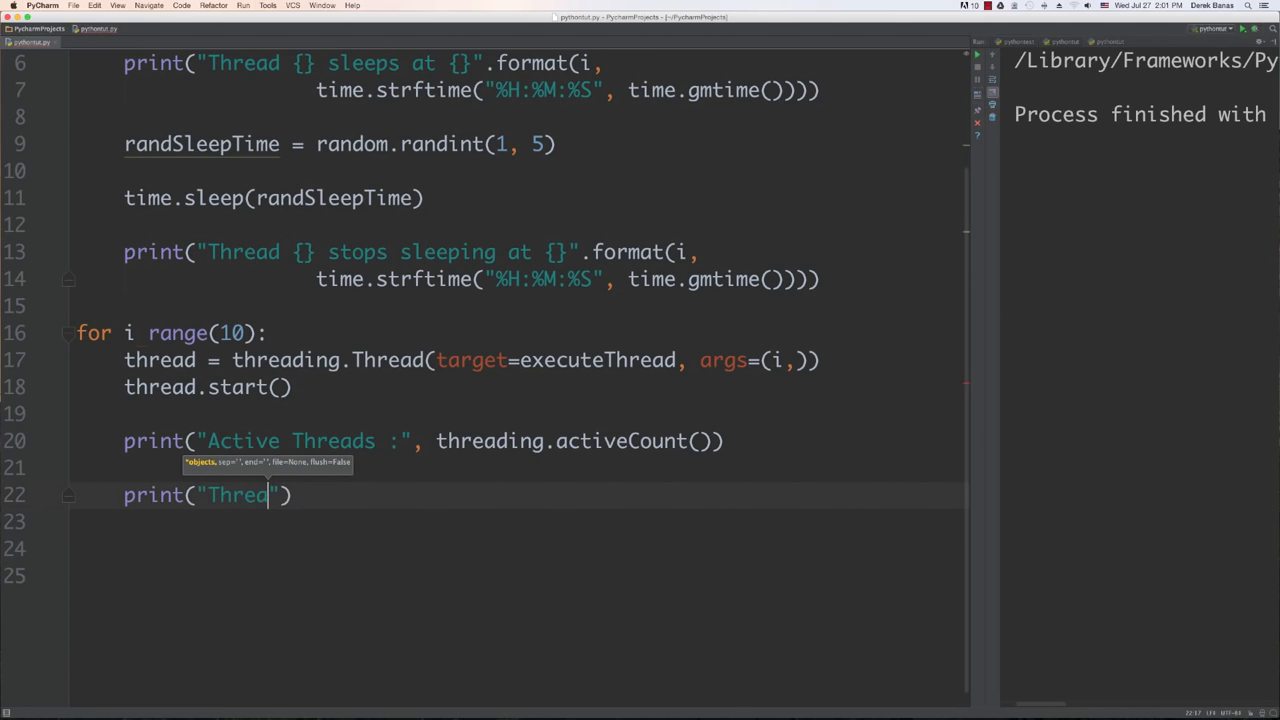 PyCharm File Edit View Navigate Code Refactor Run Tools VCS Window Help 10 Wed Jul 27 2:01 PM Derek Banas
pythontut.py - PycharmProjects - [~/PycharmProjects]
PycharmProjects pythontut.py pythontut
pythontut.py Run: pythontest pythontut pythontut
6 print("Thread {} sleeps at {}".format(i,
7 time.strftime("%H:%M:%S", time.gmtime())))
8
9 randSleepTime = random.randint(1, 5)
10
11 time.sleep(randSleepTime)
12
13 print("Thread {} stops sleeping at {}".format(i,
14 time.strftime("%H:%M:%S", time.gmtime())))
15
16 for i range(10):
17 thread = threading.Thread(target=executeThread, args=(i,))
18 thread.start()
19
20 print("Active Threads :", threading.activeCount())
21
*objects, sep=' ', end='', file=None, flush=False
22 print("Threa")
23
24
25
/Library/Frameworks/Py
Process finished with
22:17 LF‡ UTF-8‡